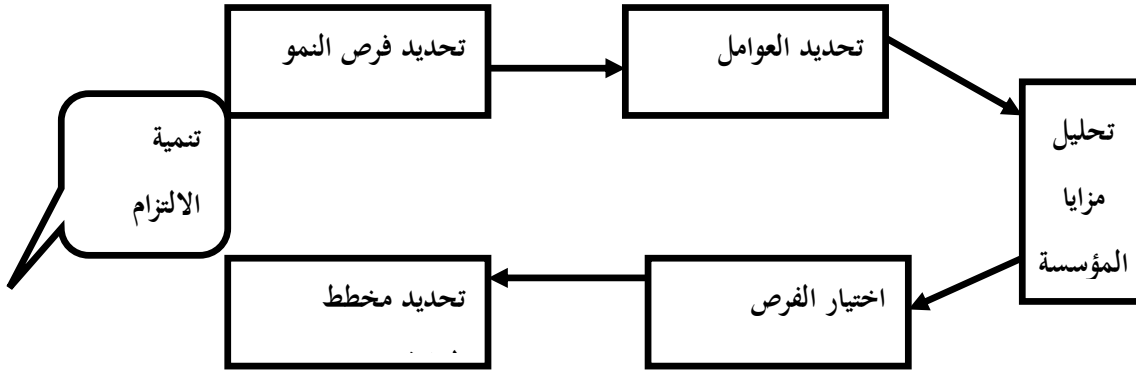 تحديد فرص النمو
تحديد العوامل
تحليل
مزايا
المؤسسة
اختيار الفرص
تحديد مخطط
تنمية
الالتزام